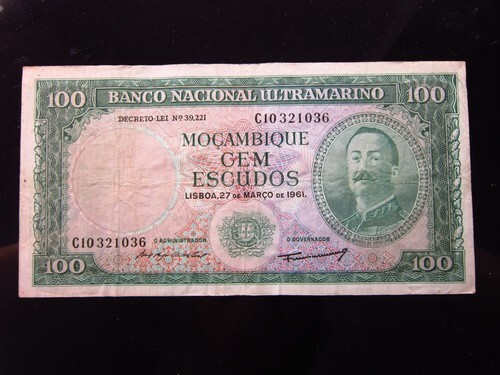 100 BANCO NACIONAL ULTRAMARINO 100
DECRETO-LEI Nº 39,221 C10321036
MOÇAMBIQUE
CEM
ESCUDOS
LISBOA, 27 DE MARÇO DE 1961.
C10321036 O ADMINISTRADOR O GOVERNADOR
100 100